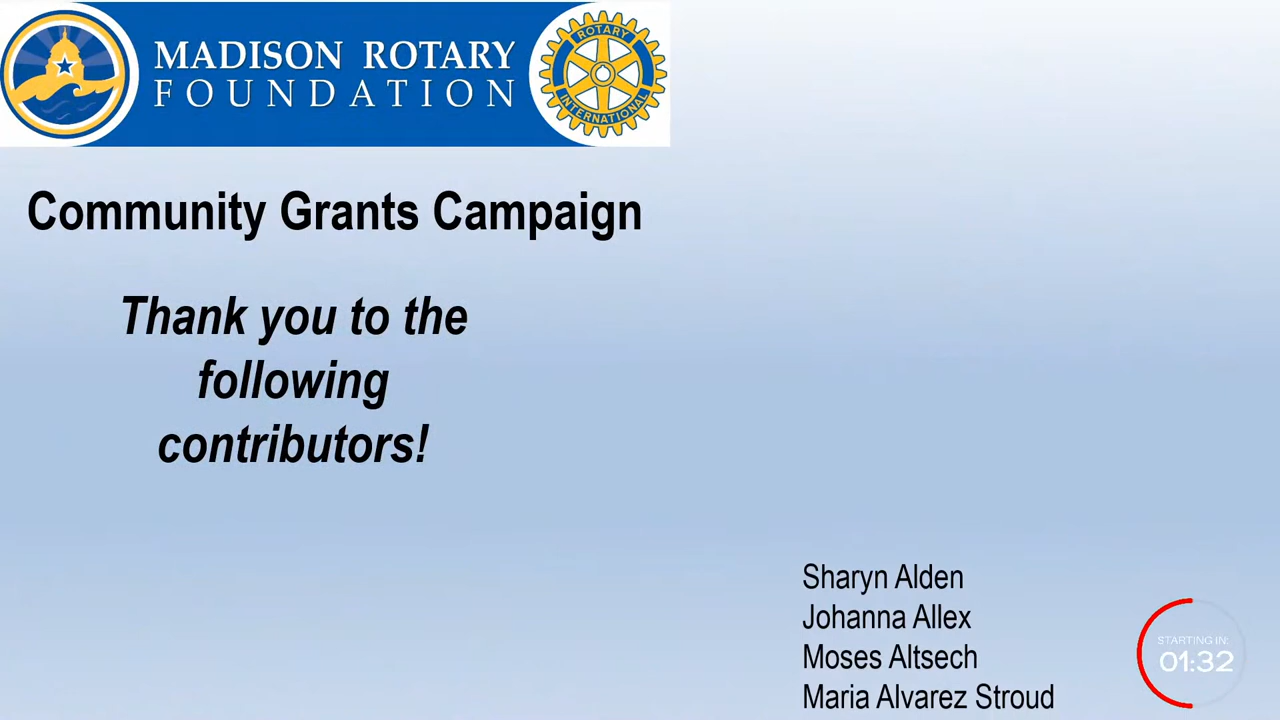 MADISON ROTARY
FOUNDATION
ROTARY
INTERNATIONAL
Community Grants Campaign
Thank you to the
following
contributors!
Sharyn Alden
Johanna Allex
Moses Altsech
Maria Alvarez Stroud
STARTING IN:
01:32